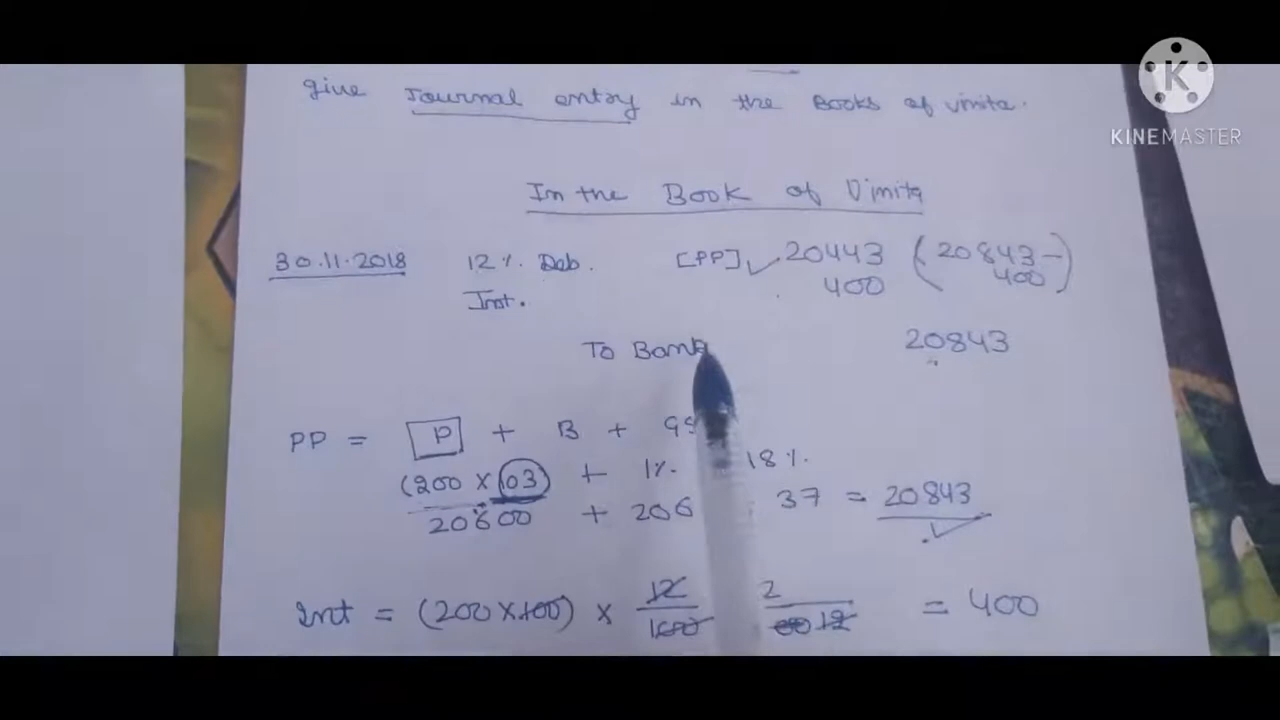 give Journal entry in the Books of vinita.
KINEMASTER
In the Book of Vinita
30.11.2018 12%. Deb. [PP] ✓ 20443 (20843-
Int. 400 400)
To Bank 20843
PP = P + B +
(200 × 103) + 1%. 18%.
20600 + 206 37 = 20843
Int = (200 × 100) × 12/100 2/12 = 400